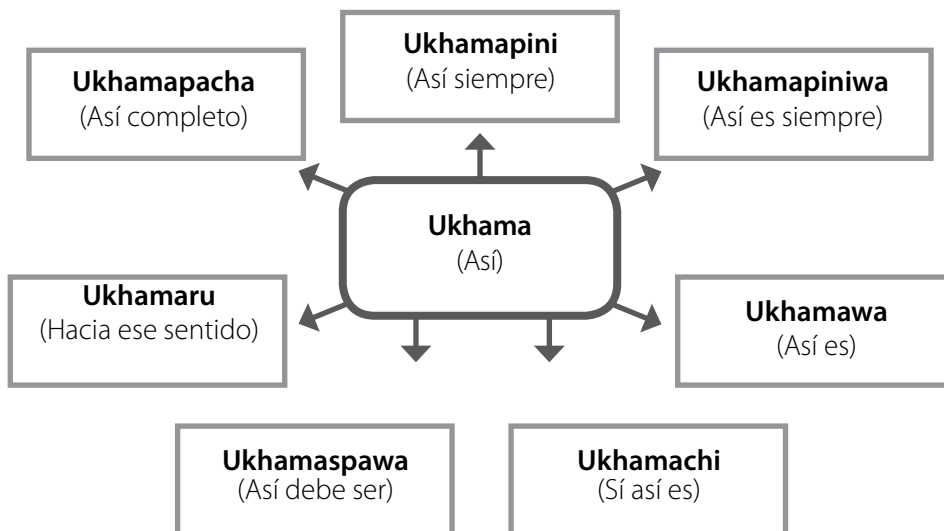 Ukhamapini
(Así siempre)
Ukhamapacha
(Así completo)
Ukhamapiniwa
(Así es siempre)
Ukhama
(Así)
Ukhamaru
(Hacia ese sentido)
Ukhamawa
(Así es)
Ukhamaspawa
(Así debe ser)
Ukhamachi
(Sí así es)